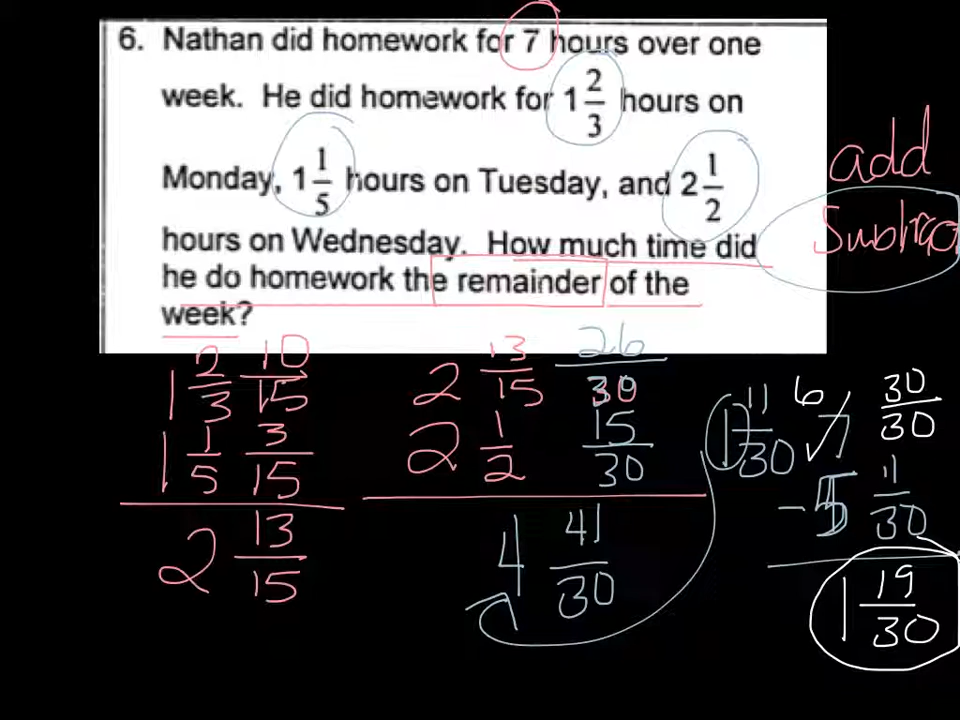 6. Nathan did homework for 7 hours over one
week. He did homework for 1 2/3 hours on
Monday, 1 1/5 hours on Tuesday, and 2 1/2
hours on Wednesday. How much time did
he do homework the remainder of the
week?
add
Subtrac
1 2/3 10/15
1 1/5 3/15
2 13/15
2 13/15 26/30
2 1/2 15/30
4 41/30
1 11/30
6 7 30/30
- 5 11/30
1 19/30